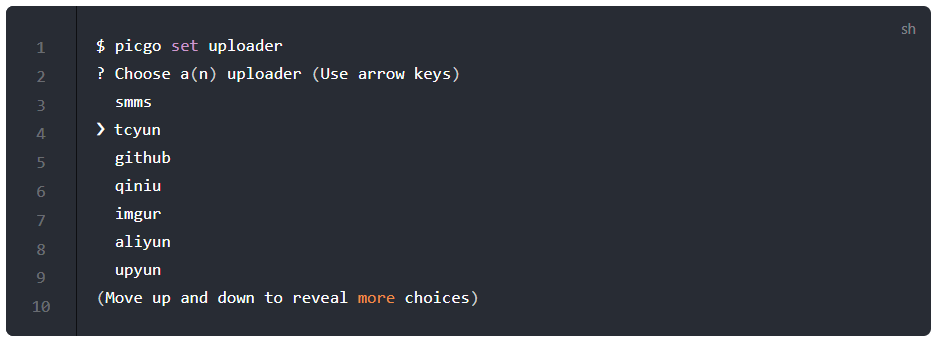 sh
1 $ picgo set uploader
2 ? Choose a(n) uploader (Use arrow keys)
3 smms
4 ❯ tcyun
5 github
6 qiniu
7 imgur
8 aliyun
9 upyun
10 (Move up and down to reveal more choices)